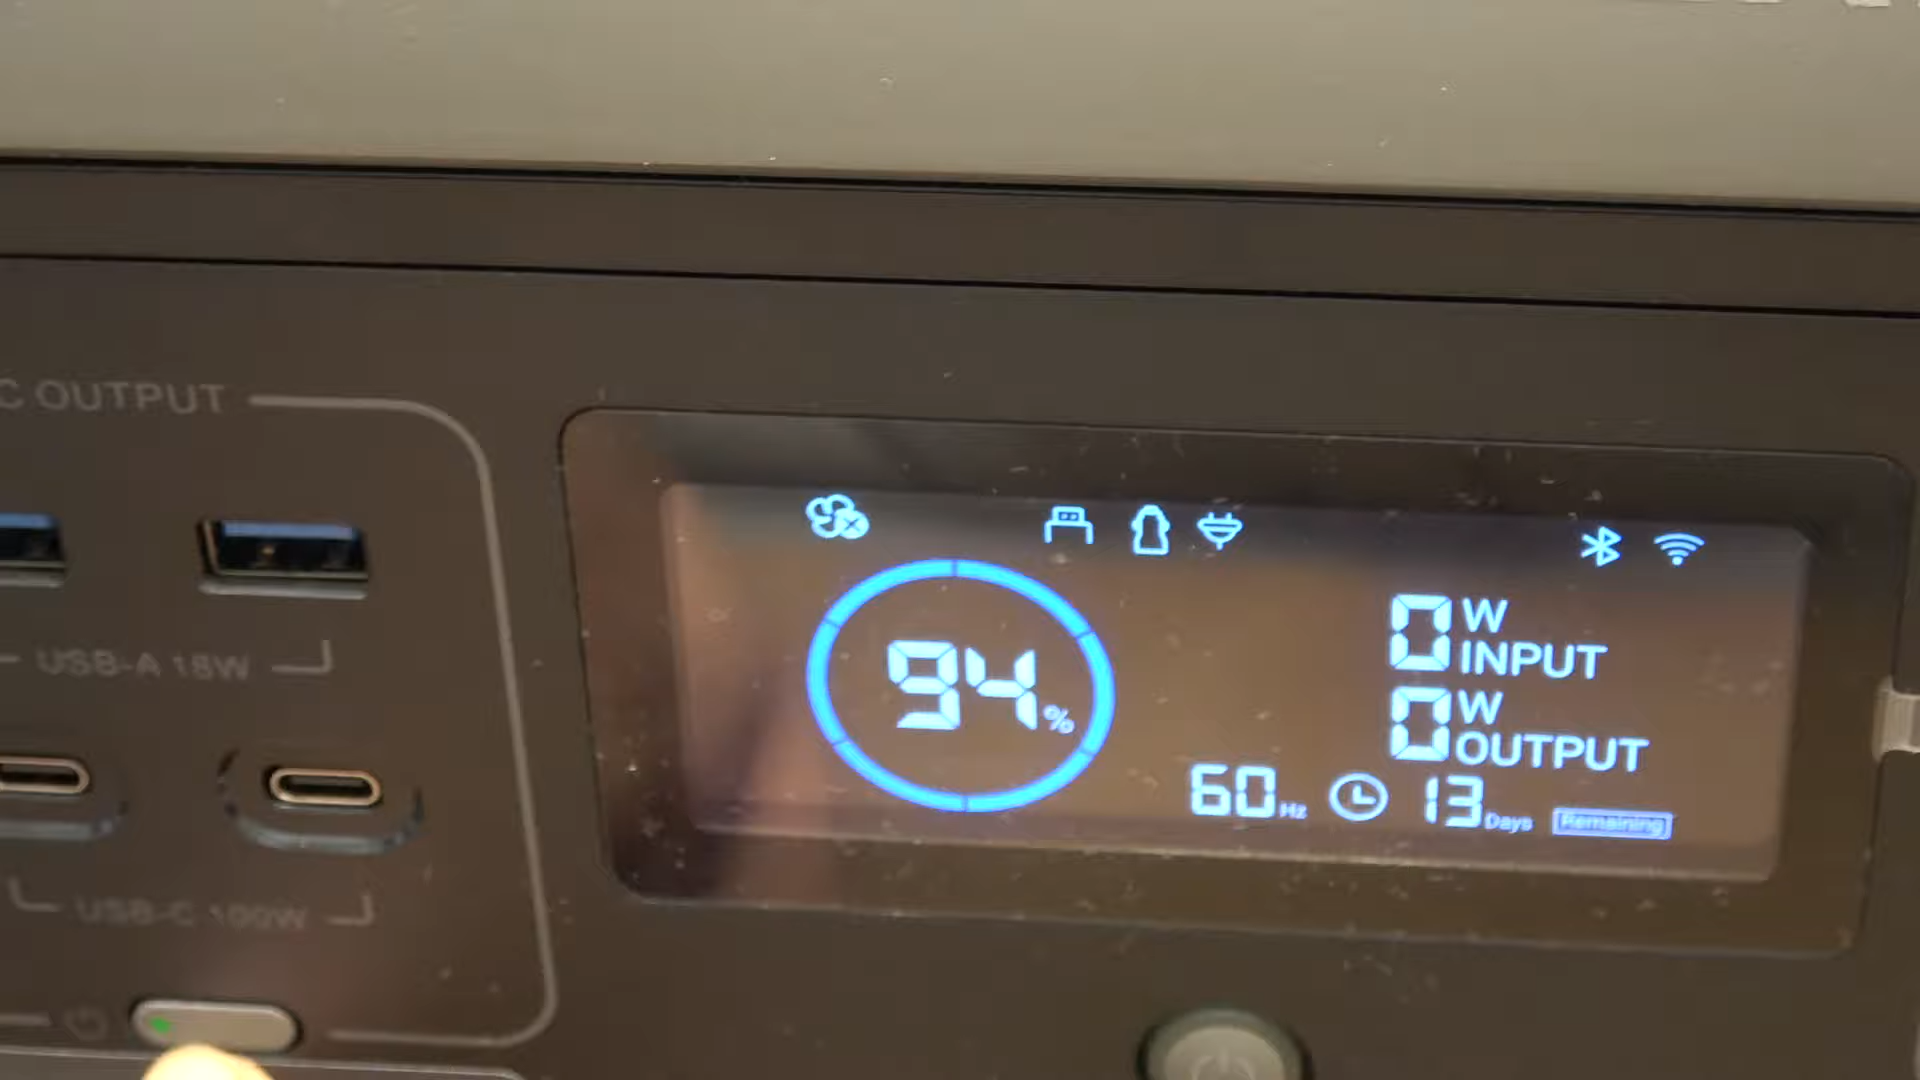 C OUTPUT
USB-A 18W
USB-C 100W
94%
0W
INPUT
0W
OUTPUT
60Hz 13Days Remaining